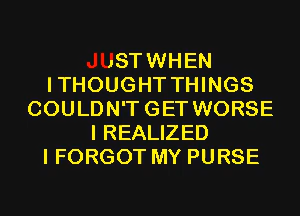 JUST WHEN
I THOUGHT THINGS
COULDN'T GET WORSE
I REALIZED
I FORGOT MY PURSE